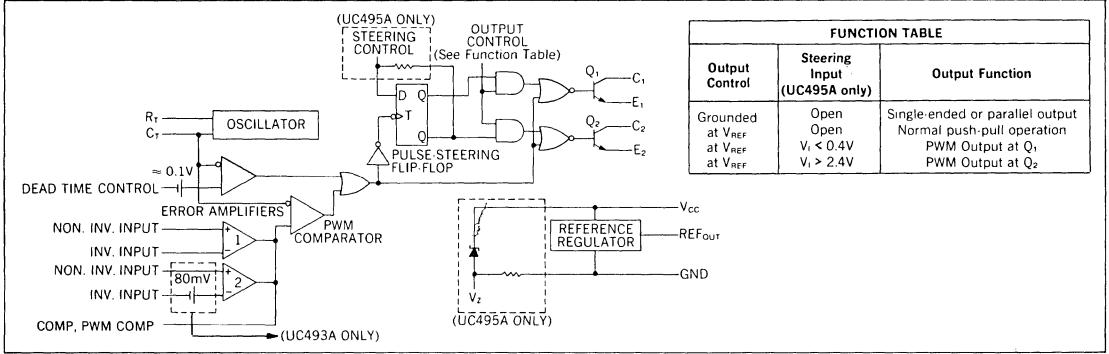 (UC495A ONLY)
STEERING
CONTROL
OUTPUT
CONTROL
(See Function Table)
D Q
T
Q
Q1
C1
E1
Q2
C2
E2
PULSE-STEERING
FLIP-FLOP
RT
CT
OSCILLATOR
≈ 0.1V
DEAD TIME CONTROL
ERROR AMPLIFIERS
PWM
COMPARATOR
NON. INV. INPUT
+
1
INV. INPUT
−
NON. INV. INPUT
+
80mV
2
INV. INPUT
−
COMP, PWM COMP
(UC493A ONLY)
VCC
REFERENCE
REGULATOR
REFOUT
GND
VZ
(UC495A ONLY)
FUNCTION TABLE
Output
Control
Steering
Input
(UC495A only)
Output Function
Grounded Open Single-ended or parallel output
at VREF Open Normal push-pull operation
at VREF VI < 0.4V PWM Output at Q1
at VREF VI > 2.4V PWM Output at Q2